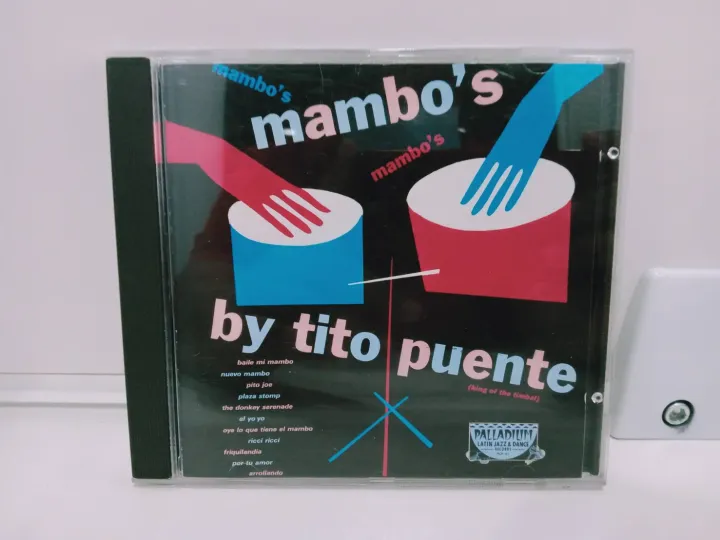 mambo's
mambo's
mambo's
by tito puente
(king of the timbal)
baile mi mambo
nuevo mambo
pito joe
plaza stomp
the donkey serenade
el yo yo
oye lo que tiene el mambo
ricci ricci
friquilandia
por tu amor
arrollando
PALLADIUM
LATIN JAZZ & DANCE
RECORDS